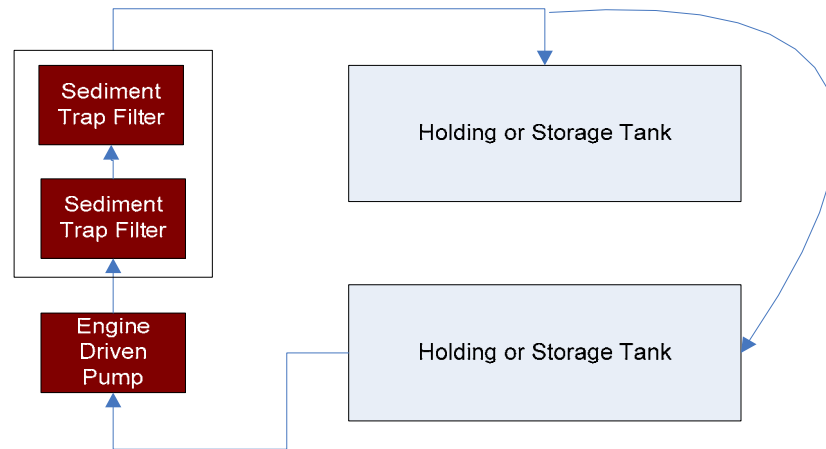 Sediment
Trap Filter
Holding or Storage Tank
Sediment
Trap Filter
Engine
Driven
Pump
Holding or Storage Tank